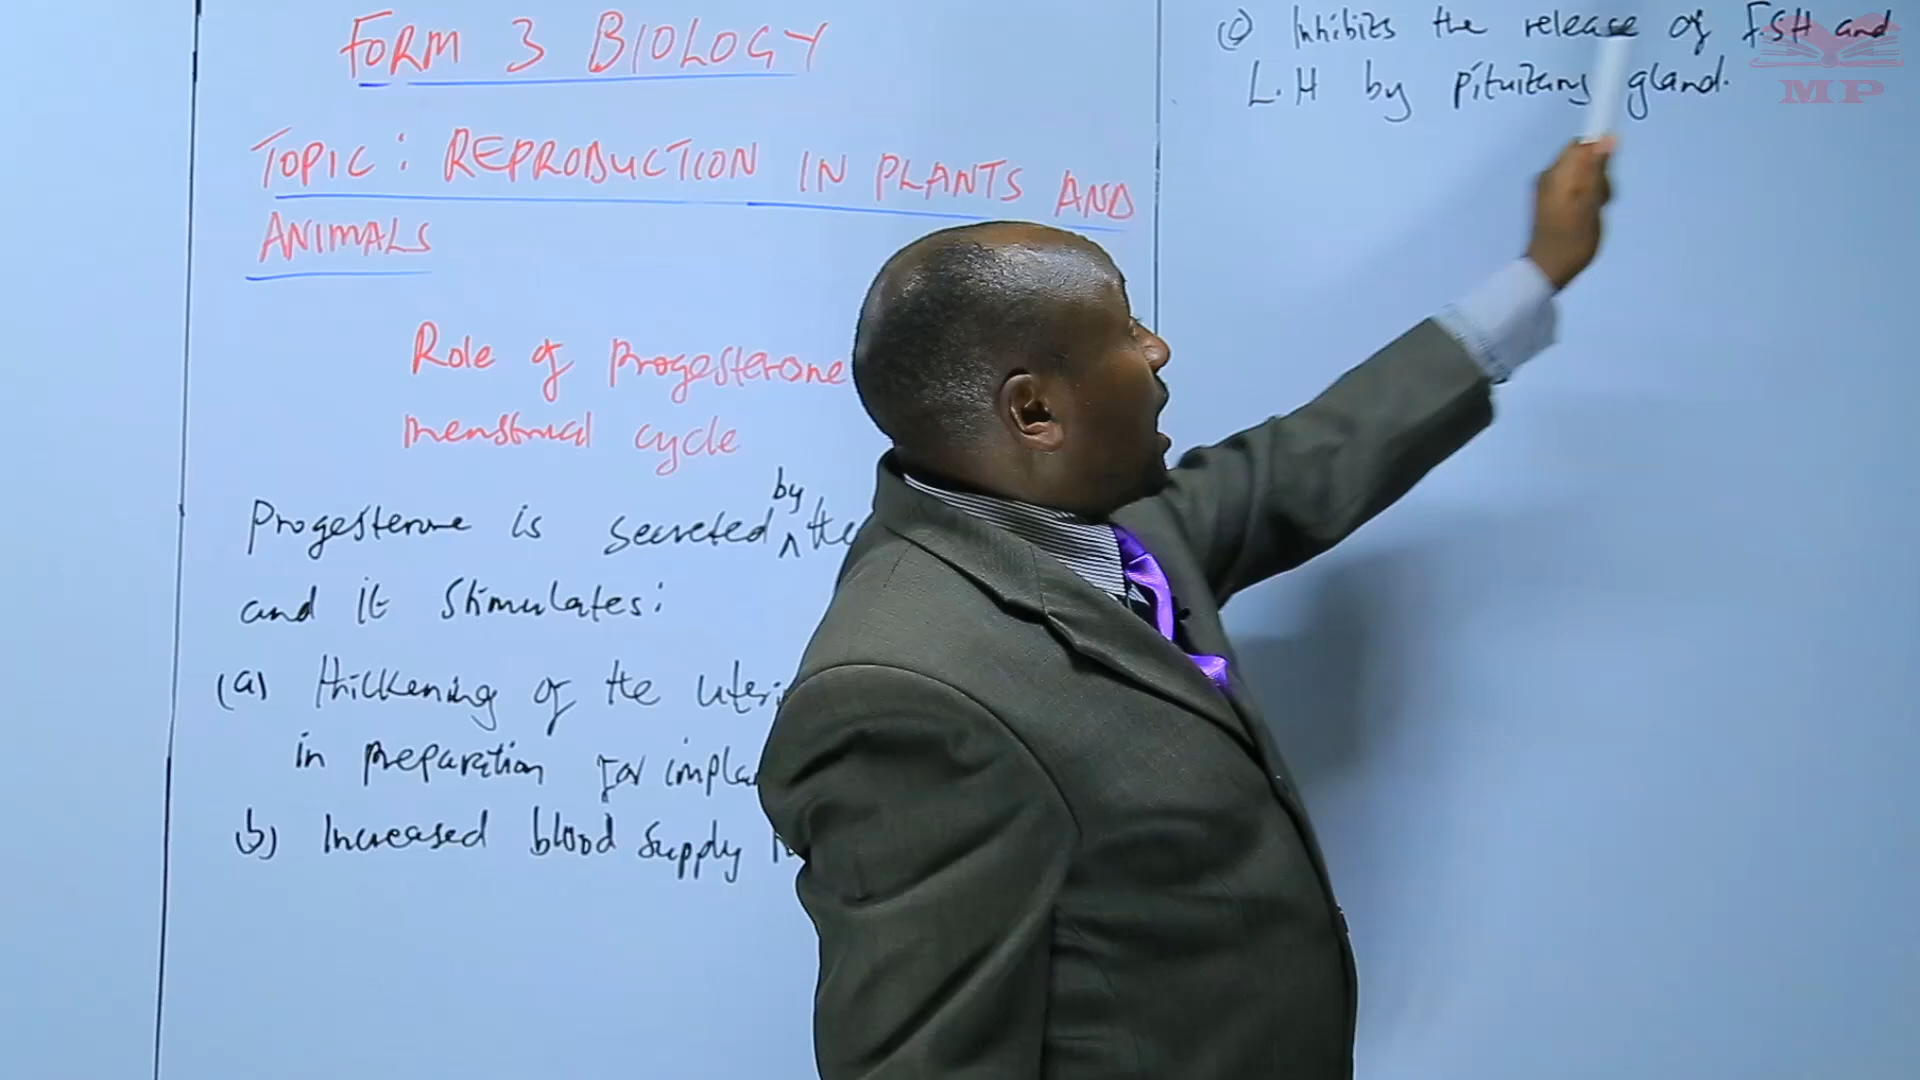 FORM 3 BIOLOGY
TOPIC: REPRODUCTION IN PLANTS AND
ANIMALS
Role of progesterone
menstrual cycle
Progesterone is secreted by the
and it stimulates:
(a) thickening of the
in preparation for
b) Increased blood supply
(c) Inhibits the release of F.S.H and
L.H by pituitary gland.
MP